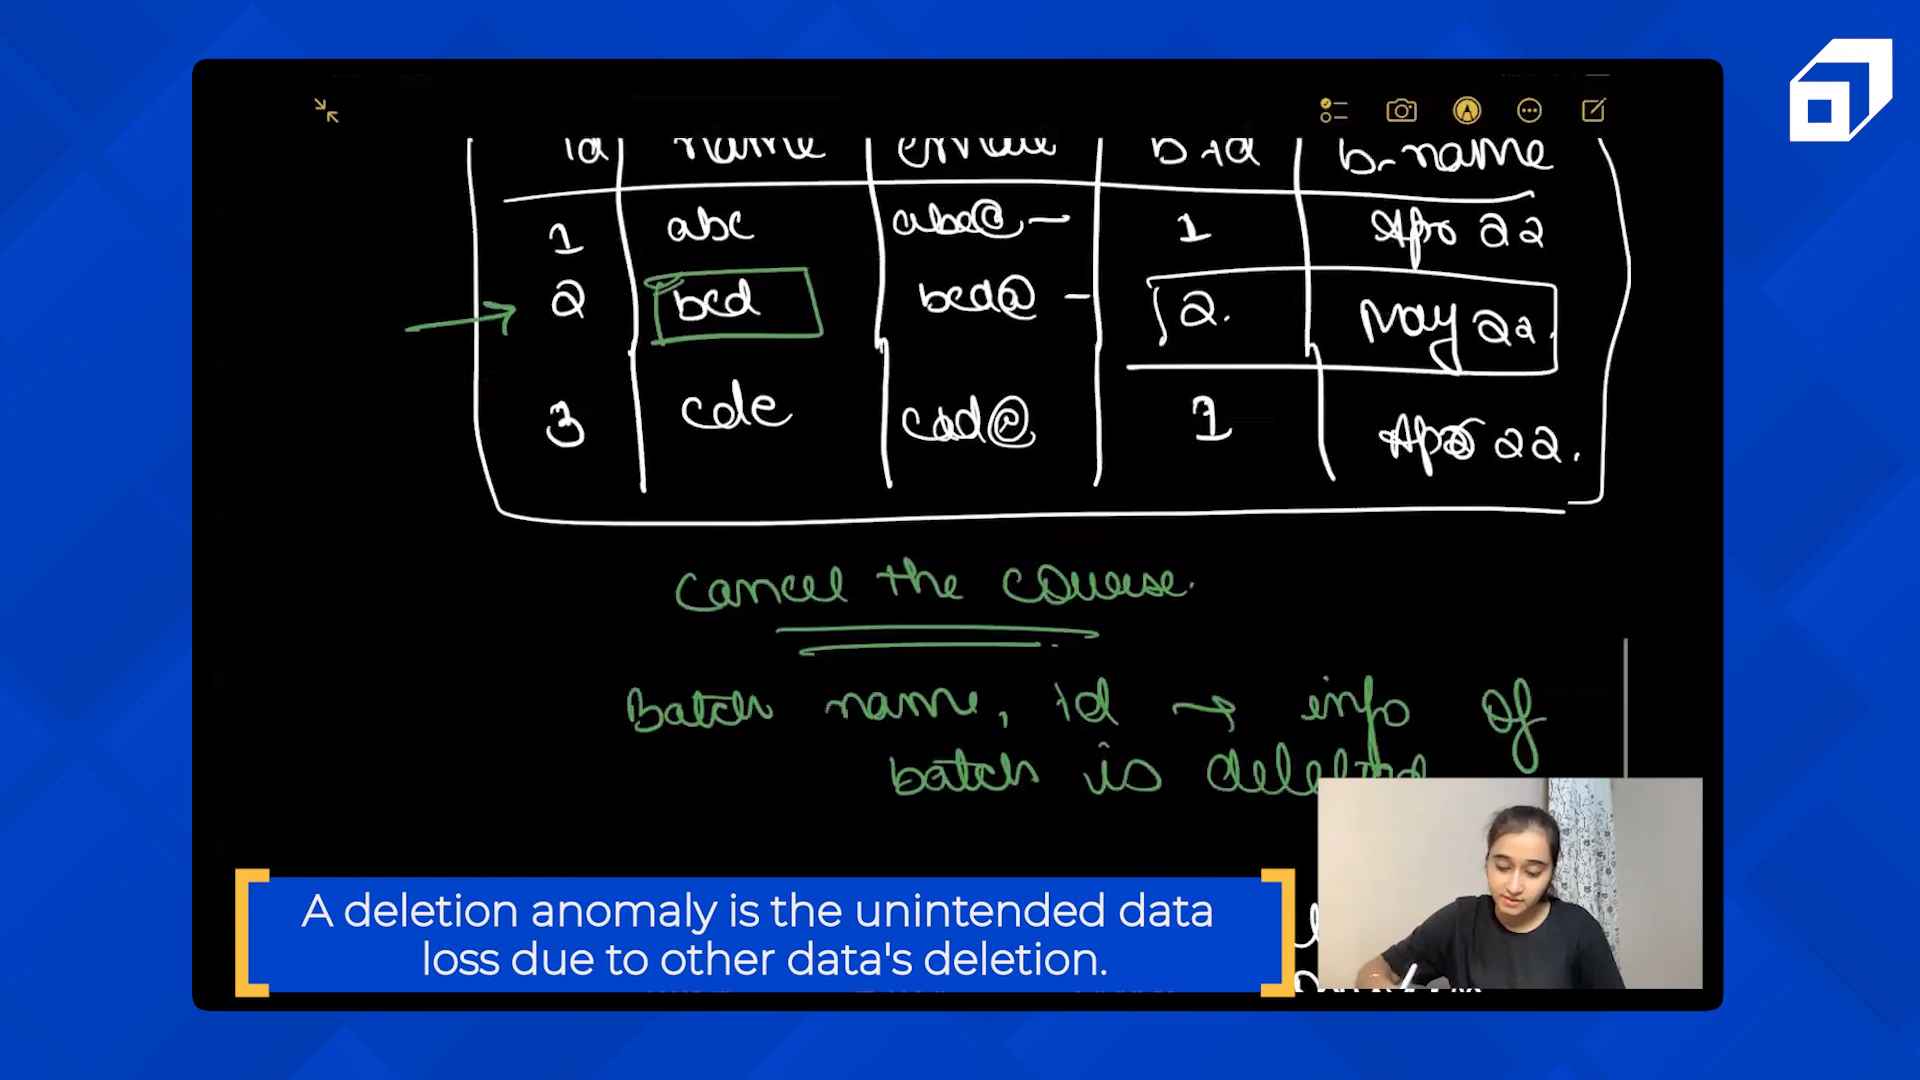 id name email b-id b-name
1 abc abc@ - 1 Apr 22
2 bcd bcd@ - 2. May 22.
3 cde cdd@ 1 Apr 22.
Cancel the course.
Batch name, id → info of
batch is deleted
A deletion anomaly is the unintended data
loss due to other data's deletion.